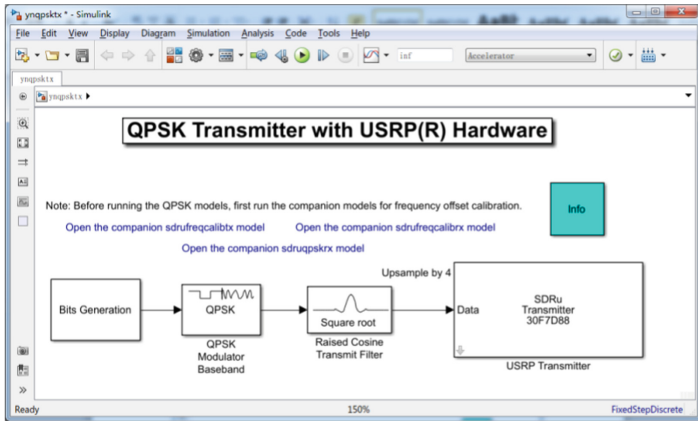 ynqpsktx * - Simulink
File Edit View Display Diagram Simulation Analysis Code Tools Help
inf
Accelerator
ynqpsktx
ynqpsktx
QPSK Transmitter with USRP(R) Hardware
Note: Before running the QPSK models, first run the companion models for frequency offset calibration.
Info
Open the companion sdrufreqcalibtx model
Open the companion sdrufreqcalibrx model
Open the companion sdruqpskrx model
Upsample by 4
Bits Generation
QPSK
Square root
Data
SDRu
Transmitter
30F7D88
QPSK
Modulator
Baseband
Raised Cosine
Transmit Filter
USRP Transmitter
Ready
150%
FixedStepDiscrete